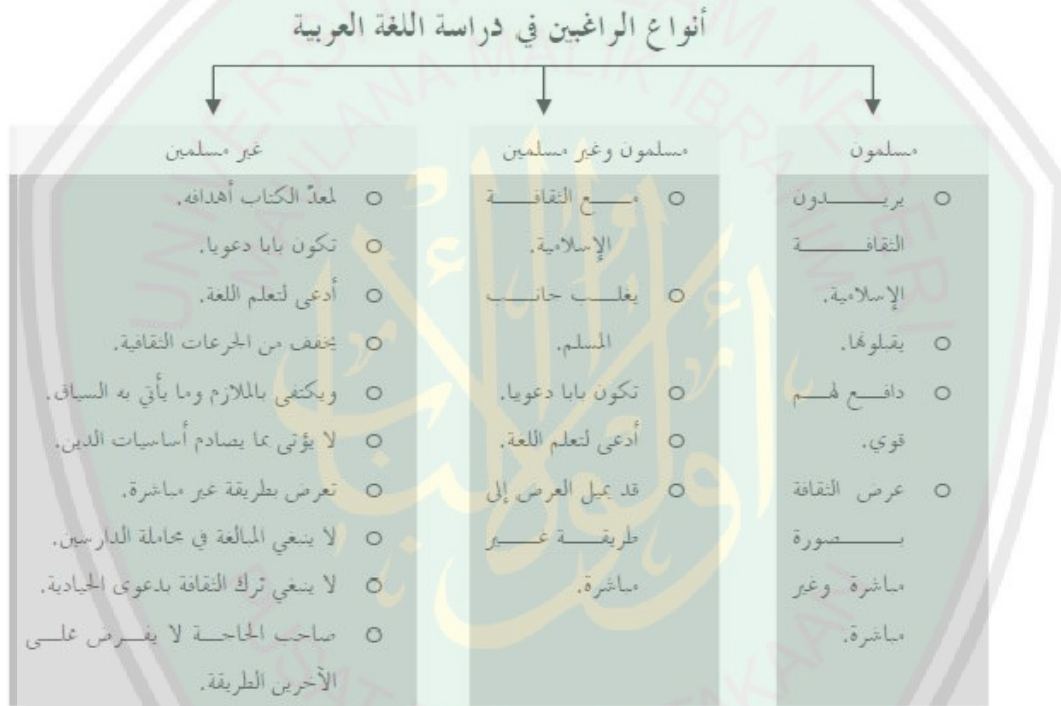 أنواع الراغبين في دراسة اللغة العربية
مسلمون
○ يريدون
الثقافة
الإسلامية.
○ يقبلونها.
○ دافع لهم
قوي.
○ عرض الثقافة
بصورة
مباشرة وغير
مباشرة.
مسلمون وغير مسلمين
○ مع الثقافة
الإسلامية.
○ يغلب جانب
المسلم.
○ تكون بابا دعويا.
○ أدعى لتعلم اللغة.
○ قد يميل العرض إلى
طريقة غير
مباشرة.
غير مسلمين
○ لمعدّ الكتاب أهدافه.
○ تكون بابا دعويا.
○ أدعى لتعلم اللغة.
○ يخفف من الجرعات الثقافية.
○ ويكتفى بالملازم وما يأتي به السياق.
○ لا يؤتى بما يصادم أساسيات الدين.
○ تعرض بطريقة غير مباشرة.
○ لا ينبغي المبالغة في مجاملة الدارسين.
○ لا ينبغي ترك الثقافة بدعوى الحيادية.
○ صاحب الحاجة لا يفرض على
الآخرين الطريقة.